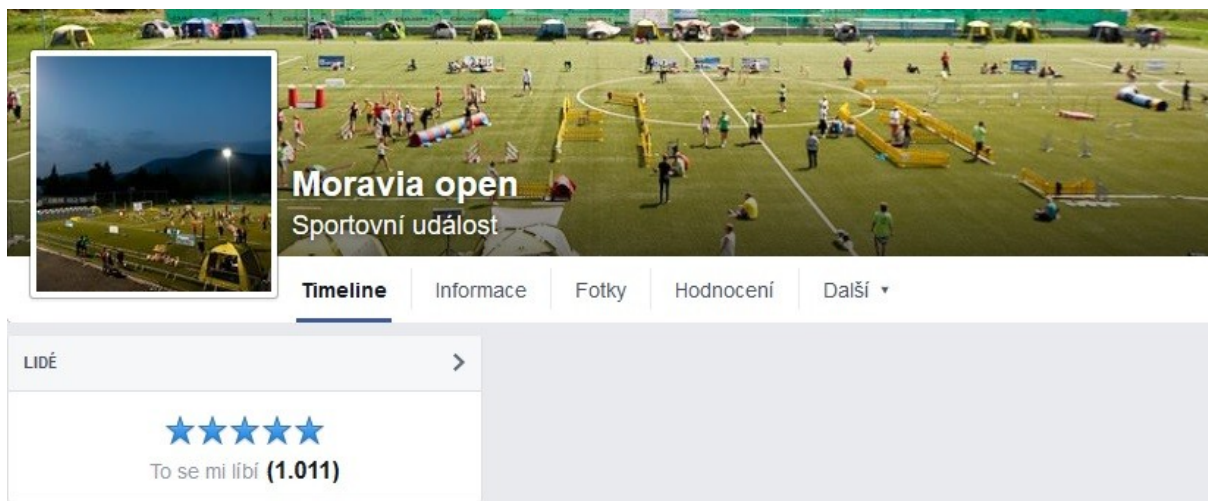 Moravia open
Sportovní událost
Timeline Informace Fotky Hodnocení Další
LIDÉ
To se mi líbí (1.011)